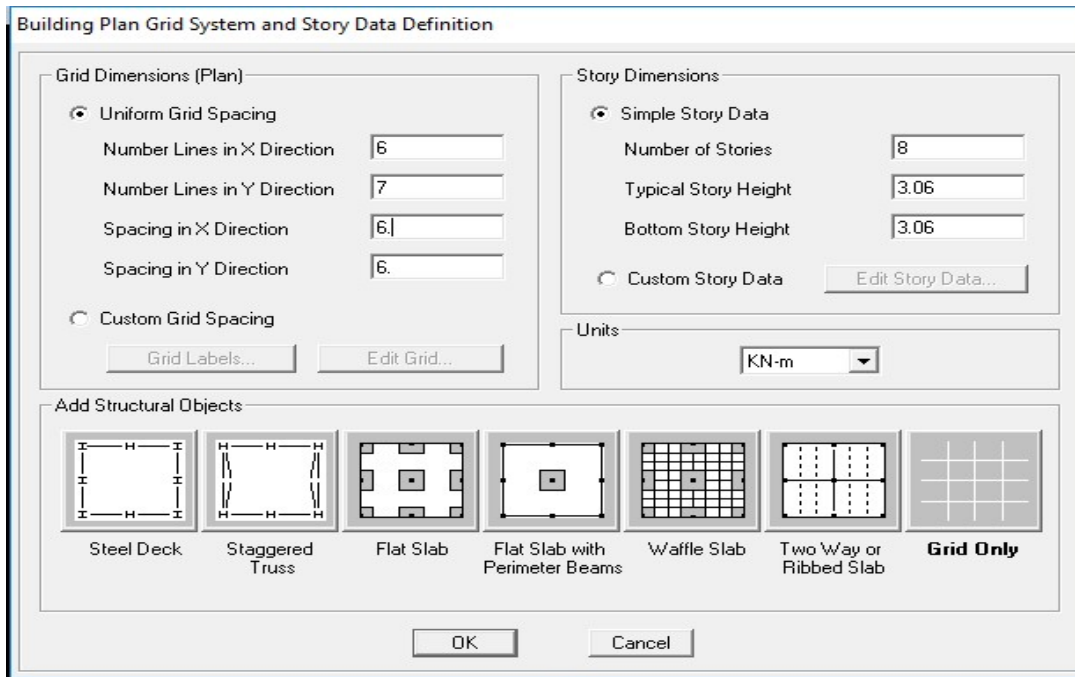 Building Plan Grid System and Story Data Definition
Grid Dimensions (Plan)
Uniform Grid Spacing
Number Lines in X Direction 6
Number Lines in Y Direction 7
Spacing in X Direction 6.
Spacing in Y Direction 6.
Custom Grid Spacing
Grid Labels... Edit Grid...
Story Dimensions
Simple Story Data
Number of Stories 8
Typical Story Height 3.06
Bottom Story Height 3.06
Custom Story Data Edit Story Data...
Units
KN-m
Add Structural Objects
Steel Deck
Staggered
Truss
Flat Slab
Flat Slab with
Perimeter Beams
Waffle Slab
Two Way or
Ribbed Slab
Grid Only
OK Cancel